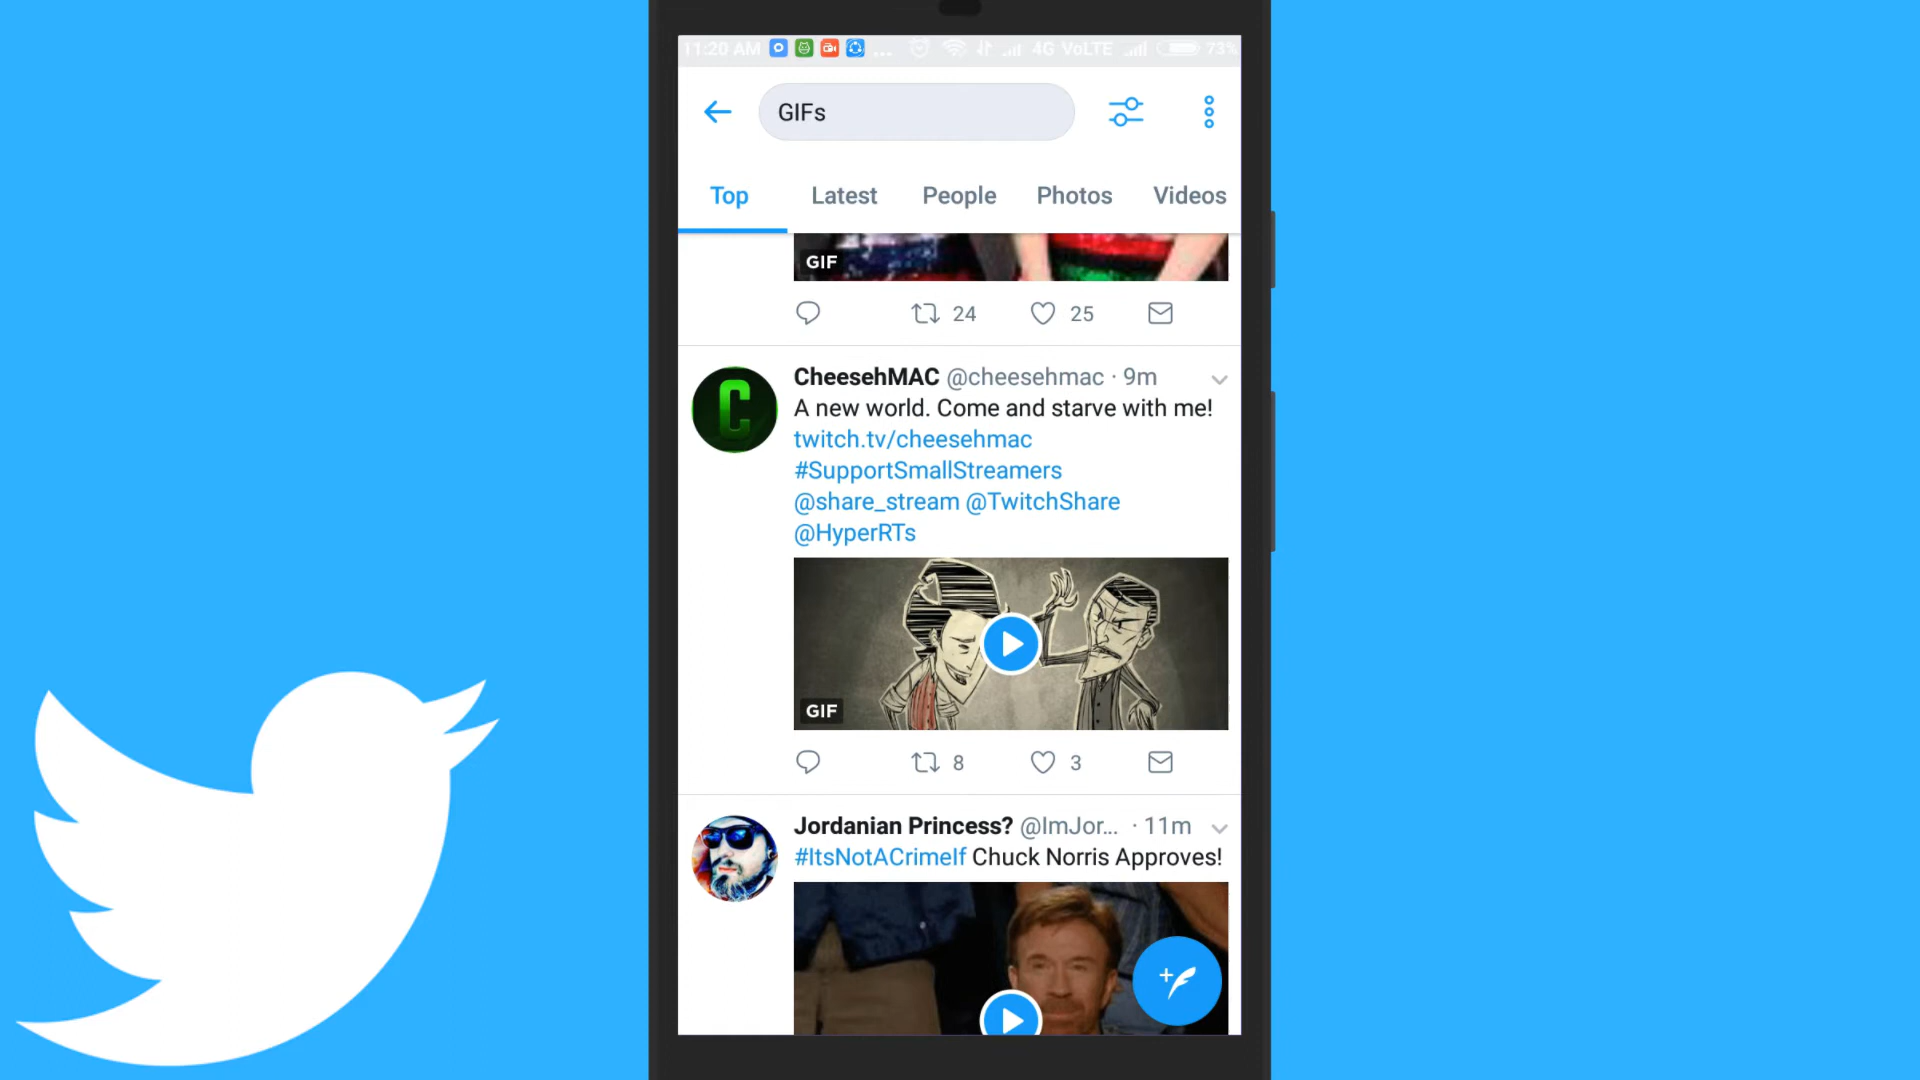 11:20 AM ... 4G VoLTE 73%
GIFs
Top Latest People Photos Videos
GIF
24 25
CheesehMAC @cheesehmac · 9m
A new world. Come and starve with me!
twitch.tv/cheesehmac
#SupportSmallStreamers
@share_stream @TwitchShare
@HyperRTs
GIF
8 3
Jordanian Princess? @ImJor... · 11m
#ItsNotACrimeIf Chuck Norris Approves!